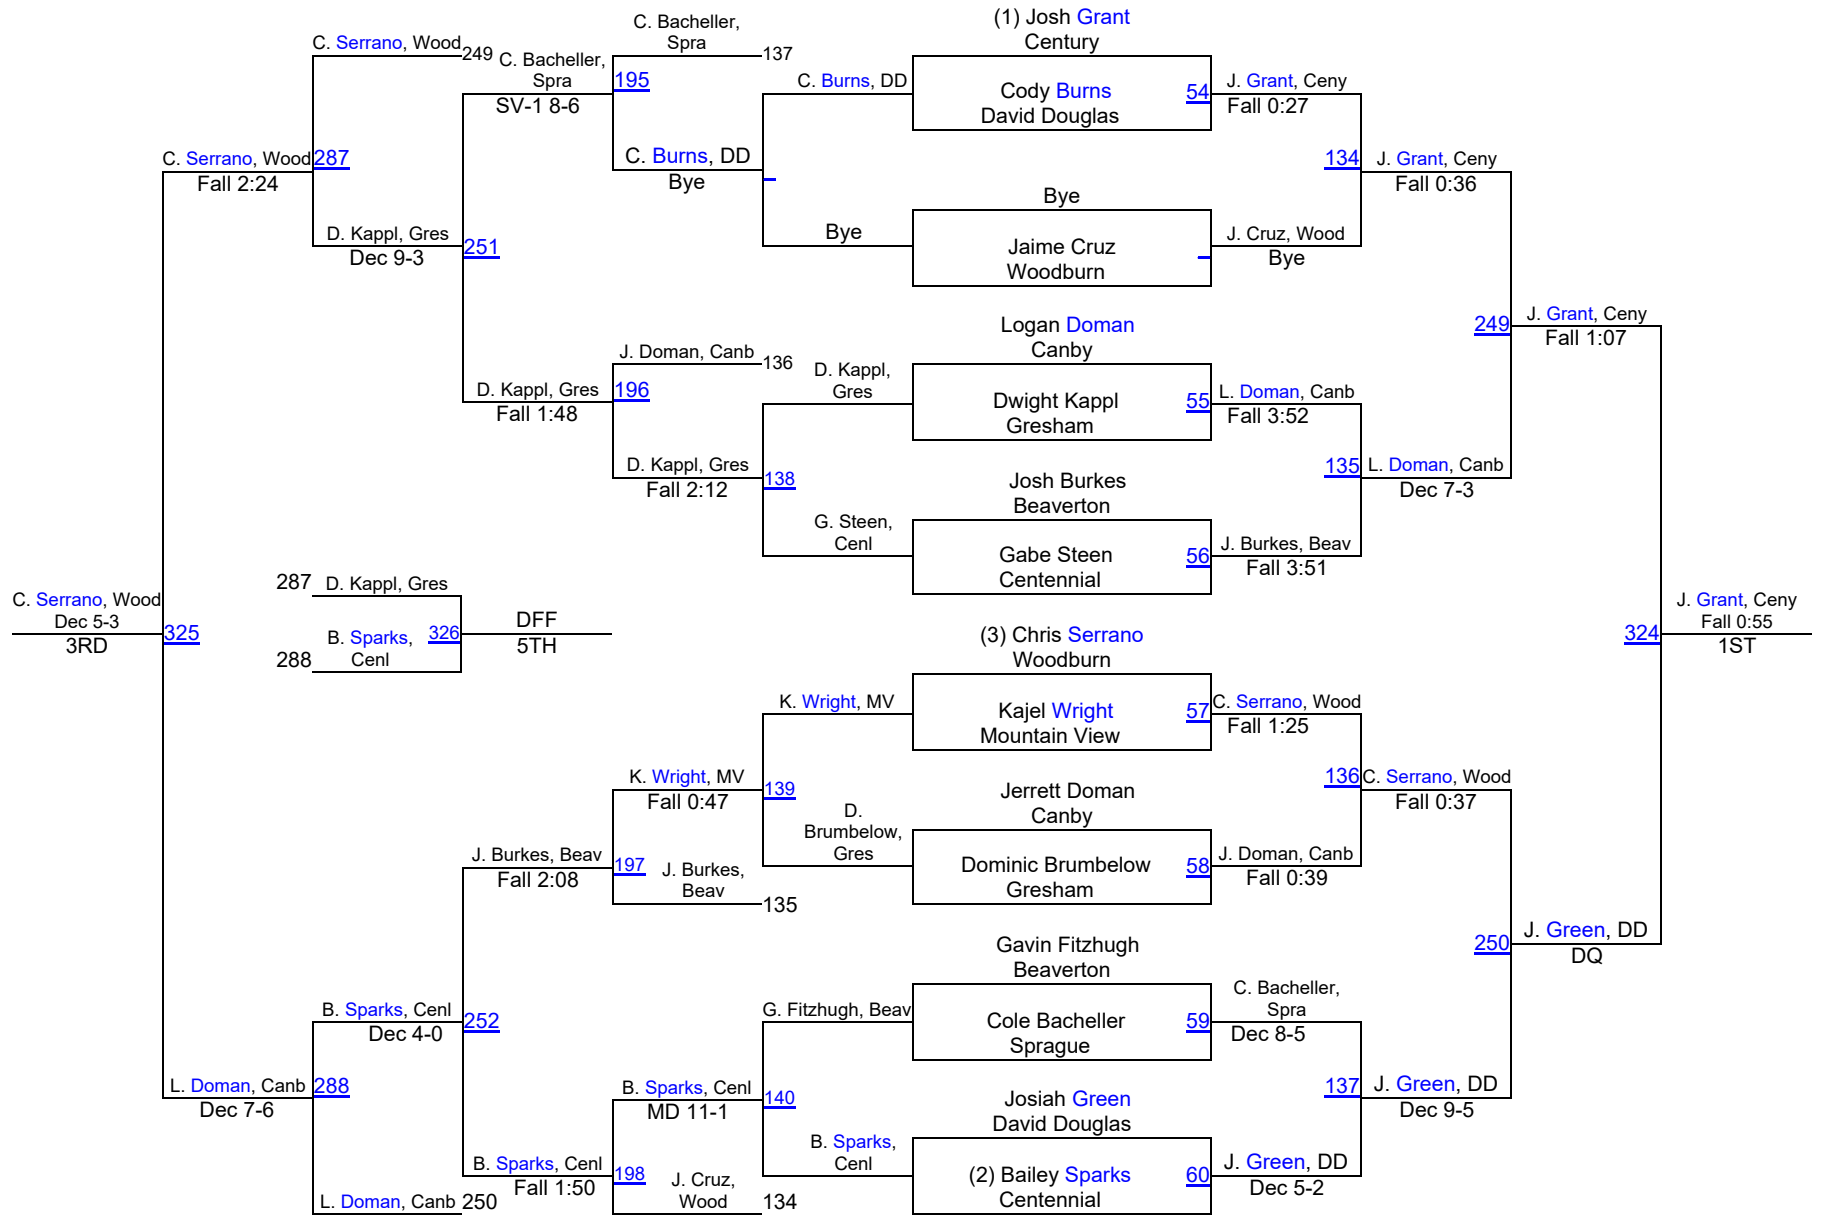 C. Serrano, Wood
249
C. Bacheller,
Spra
SV-1 8-6
C. Bacheller,
Spra
137
195
C. Burns, DD
(1) Josh Grant
Century
Cody Burns
David Douglas
54
J. Grant, Ceny
Fall 0:27
C. Serrano, Wood
Fall 2:24
287
C. Burns, DD
Bye
134
J. Grant, Ceny
Fall 0:36
D. Kappl, Gres
Dec 9-3
251
Bye
Bye
Jaime Cruz
Woodburn
J. Cruz, Wood
Bye
Logan Doman
Canby
249
J. Grant, Ceny
Fall 1:07
J. Doman, Canb
136
D. Kappl, Gres
Fall 1:48
196
D. Kappl,
Gres
Dwight Kappl
Gresham
55
L. Doman, Canb
Fall 3:52
D. Kappl, Gres
Fall 2:12
138
Josh Burkes
Beaverton
135
L. Doman, Canb
Dec 7-3
G. Steen,
Cenl
Gabe Steen
Centennial
56
J. Burkes, Beav
Fall 3:51
C. Serrano, Wood
Dec 5-3
3RD
325
287
D. Kappl, Gres
B. Sparks,
Cenl
288
326
DFF
5TH
(3) Chris Serrano
Woodburn
324
J. Grant, Ceny
Fall 0:55
1ST
K. Wright, MV
Kajel Wright
Mountain View
57
C. Serrano, Wood
Fall 1:25
K. Wright, MV
Fall 0:47
139
Jerrett Doman
Canby
136
C. Serrano, Wood
Fall 0:37
D.
Brumbelow,
Gres
Dominic Brumbelow
Gresham
58
J. Doman, Canb
Fall 0:39
J. Burkes, Beav
Fall 2:08
197
J. Burkes,
Beav
135
Gavin Fitzhugh
Beaverton
250
J. Green, DD
DQ
B. Sparks, Cenl
Dec 4-0
252
G. Fitzhugh, Beav
Cole Bacheller
Sprague
59
C. Bacheller,
Spra
Dec 8-5
L. Doman, Canb
Dec 7-6
288
B. Sparks, Cenl
MD 11-1
140
Josiah Green
David Douglas
137
J. Green, DD
Dec 9-5
B. Sparks,
Cenl
(2) Bailey Sparks
Centennial
60
J. Green, DD
Dec 5-2
B. Sparks, Cenl
Fall 1:50
198
J. Cruz,
Wood
134
L. Doman, Canb
250